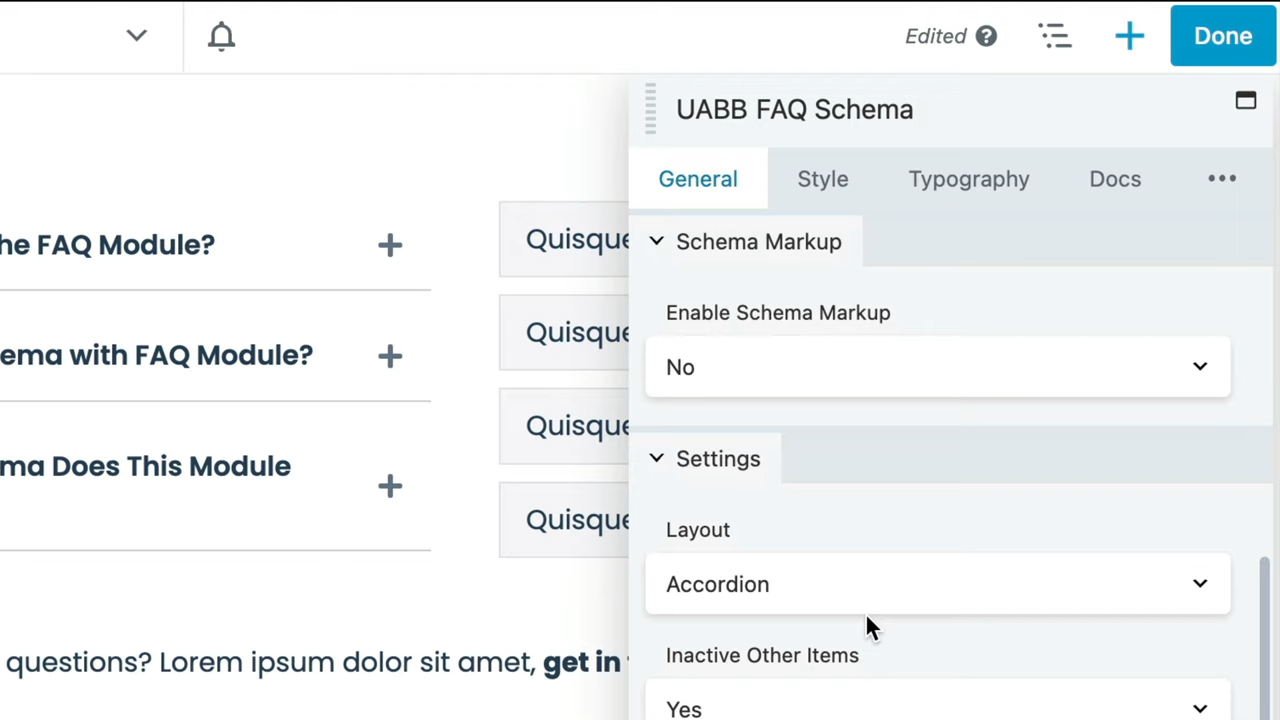 Edited
Done
UABB FAQ Schema
General Style Typography Docs
Schema Markup
Enable Schema Markup
No
Settings
Layout
Accordion
Inactive Other Items
Yes
he FAQ Module?
ema with FAQ Module?
ma Does This Module
Quisque
Quisque
Quisque
Quisque
questions? Lorem ipsum dolor sit amet, get in